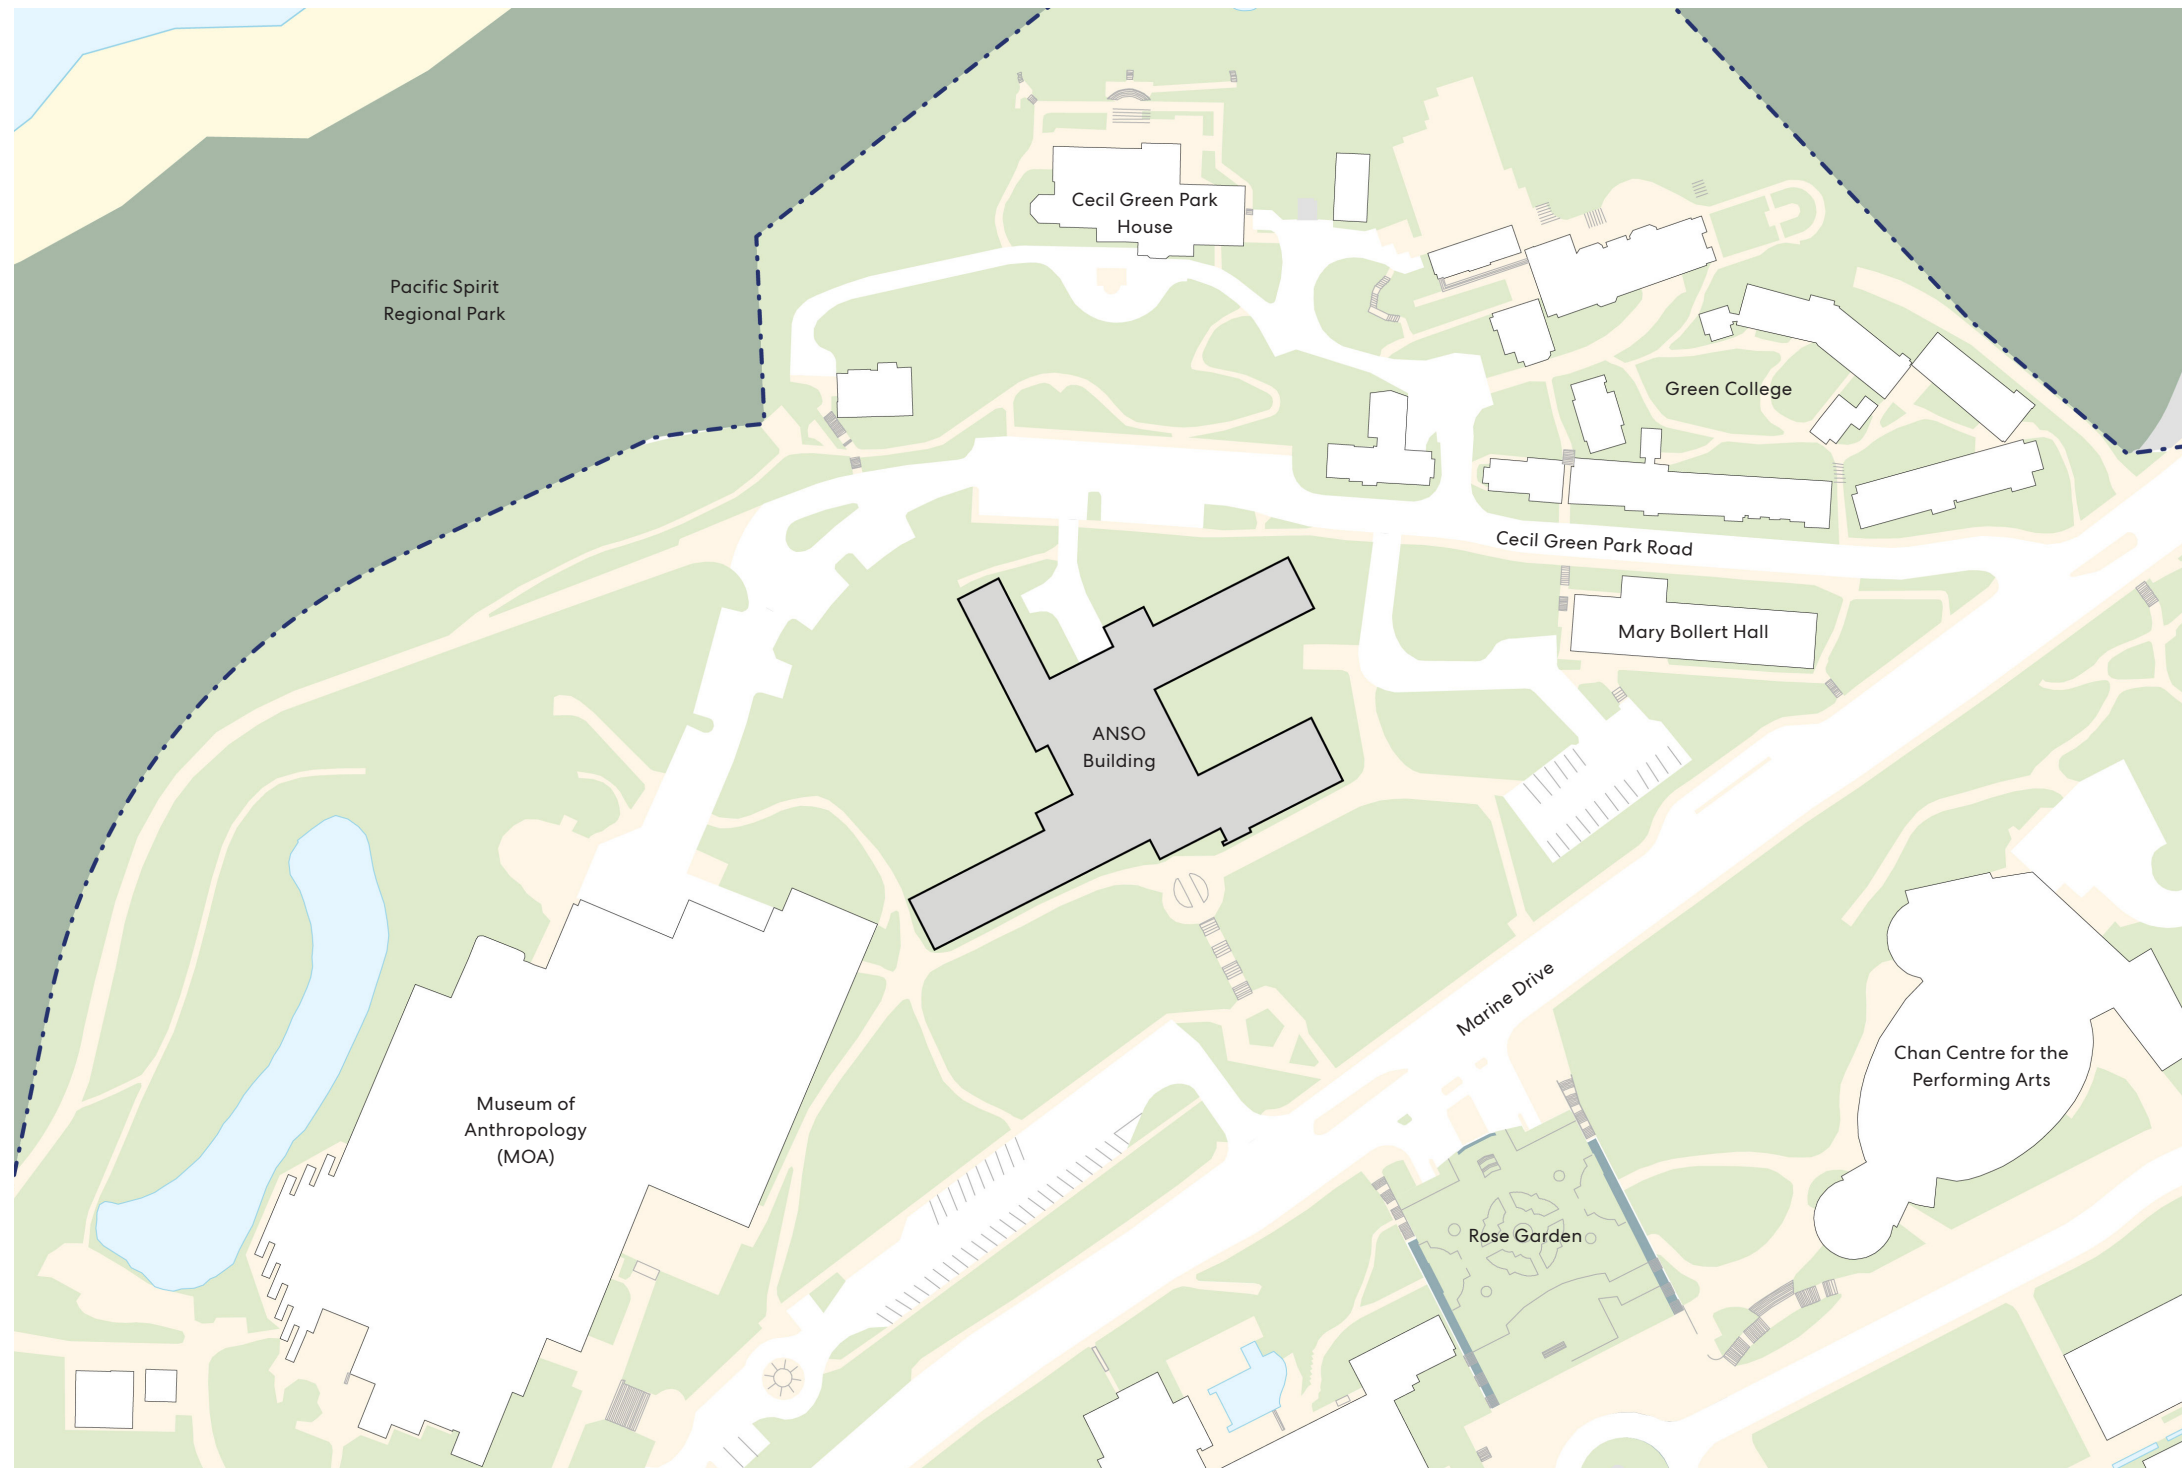 Cecil Green Park
House
Pacific Spirit
Regional Park
Green College
Cecil Green Park Road
Mary Bollert Hall
ANSO
Building
Marine Drive
Chan Centre for the
Performing Arts
Museum of
Anthropology
(MOA)
Rose Garden